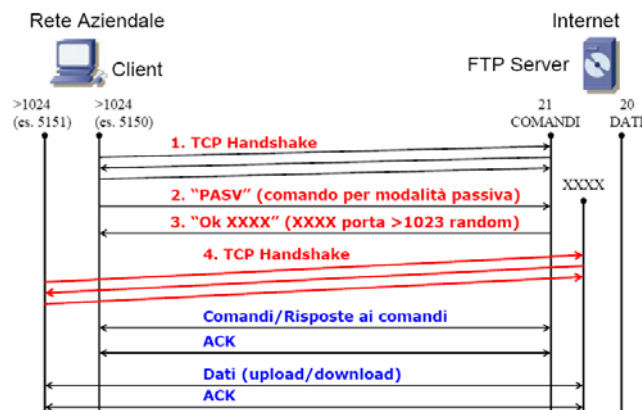 Rete Aziendale
Internet
Client
FTP Server
>1024
(es. 5151)
>1024
(es. 5150)
21
COMANDI
20
DATI
1. TCP Handshake
2. “PASV” (comando per modalità passiva)
XXXX
3. “Ok XXXX” (XXXX porta >1023 random)
4. TCP Handshake
Comandi/Risposte ai comandi
ACK
Dati (upload/download)
ACK